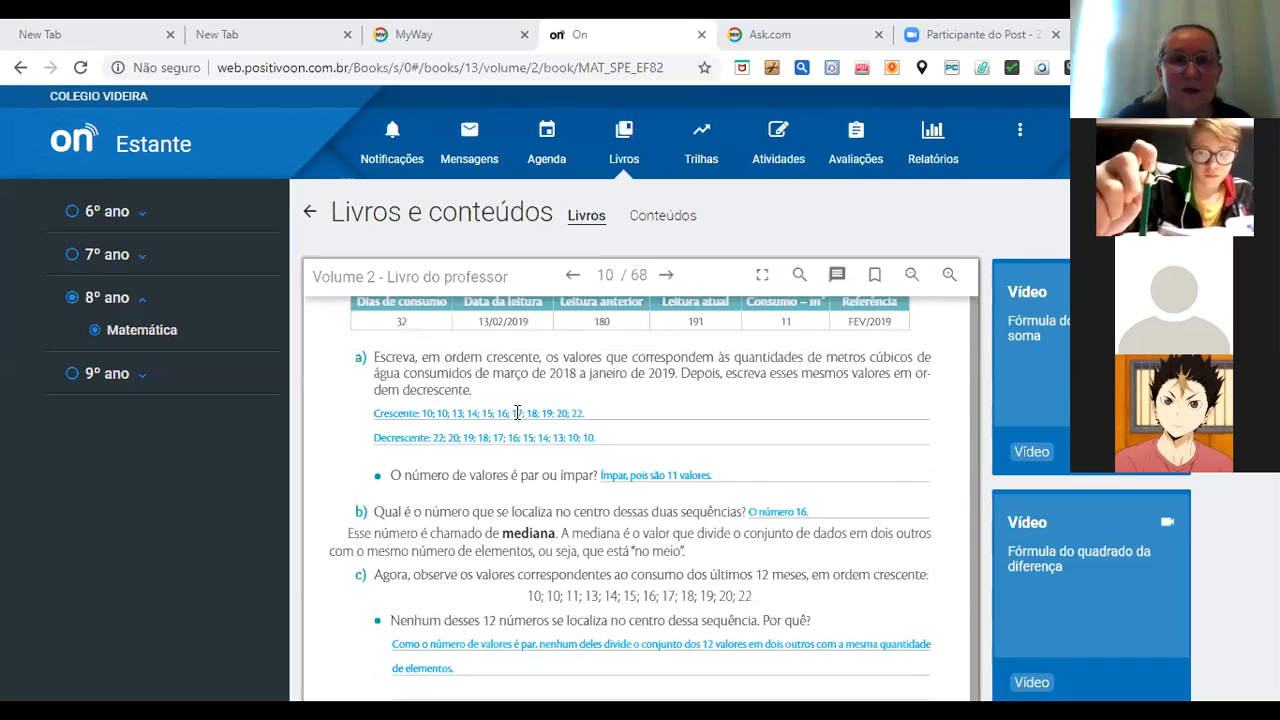 New Tab
New Tab
MyWay
On
Ask.com
Participante do Post - Z
Não seguro
web.positivoon.com.br/Books/s/0#/books/13/volume/2/book/MAT_SPE_EF82
COLEGIO VIDEIRA
on Estante
Notificações
Mensagens
Agenda
Livros
Trilhas
Atividades
Avaliações
Relatórios
6º ano
7º ano
8º ano
Matemática
9º ano
Livros e conteúdos Livros Conteúdos
Volume 2 - Livro do professor 10 / 68
Dias de consumo Data da leitura Leitura anterior Leitura atual Consumo – m³ Referência
32 13/02/2019 180 191 11 FEV/2019
a) Escreva, em ordem crescente, os valores que correspondem às quantidades de metros cúbicos de
água consumidos de março de 2018 a janeiro de 2019. Depois, escreva esses mesmos valores em or-
dem decrescente.
Crescente: 10; 10; 13; 14; 15; 16; 17; 18; 19; 20; 22.
Decrescente: 22; 20; 19; 18; 17; 16; 15; 14; 13; 10; 10.
• O número de valores é par ou ímpar? Ímpar, pois são 11 valores.
b) Qual é o número que se localiza no centro dessas duas sequências? O número 16.
Esse número é chamado de mediana. A mediana é o valor que divide o conjunto de dados em dois outros
com o mesmo número de elementos, ou seja, que está "no meio".
c) Agora, observe os valores correspondentes ao consumo dos últimos 12 meses, em ordem crescente:
10; 10; 11; 13; 14; 15; 16; 17; 18; 19; 20; 22
• Nenhum desses 12 números se localiza no centro dessa sequência. Por quê?
Como o número de valores é par, nenhum deles divide o conjunto dos 12 valores em dois outros com a mesma quantidade
de elementos.
Vídeo
Fórmula do
soma
Vídeo
Vídeo
Fórmula do quadrado da
diferença
Vídeo